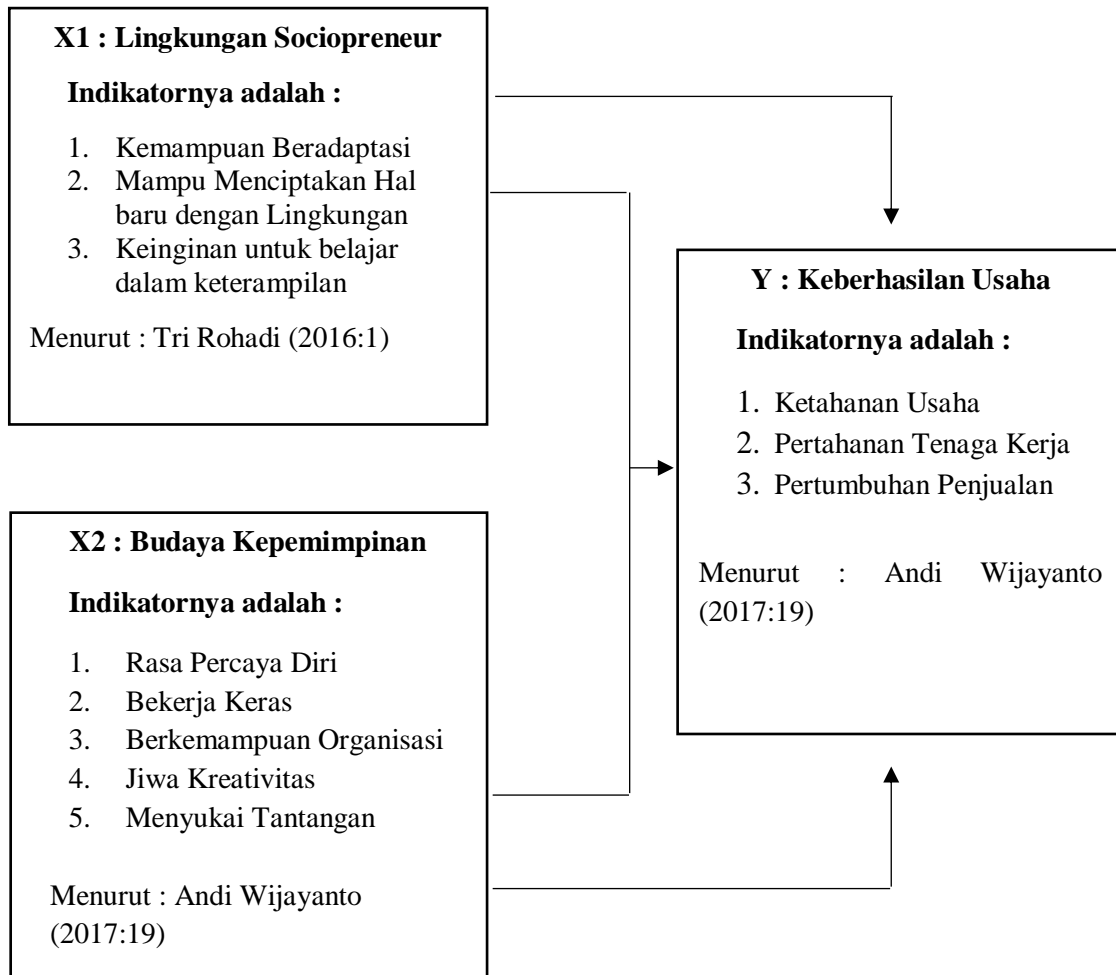 X1 : Lingkungan Sociopreneur
Indikatornya adalah :
1. Kemampuan Beradaptasi
2. Mampu Menciptakan Hal
baru dengan Lingkungan
3. Keinginan untuk belajar
dalam keterampilan
Menurut : Tri Rohadi (2016:1)
X2 : Budaya Kepemimpinan
Indikatornya adalah :
1. Rasa Percaya Diri
2. Bekerja Keras
3. Berkemampuan Organisasi
4. Jiwa Kreativitas
5. Menyukai Tantangan
Menurut : Andi Wijayanto
(2017:19)
Y : Keberhasilan Usaha
Indikatornya adalah :
1. Ketahanan Usaha
2. Pertahanan Tenaga Kerja
3. Pertumbuhan Penjualan
Menurut : Andi Wijayanto
(2017:19)